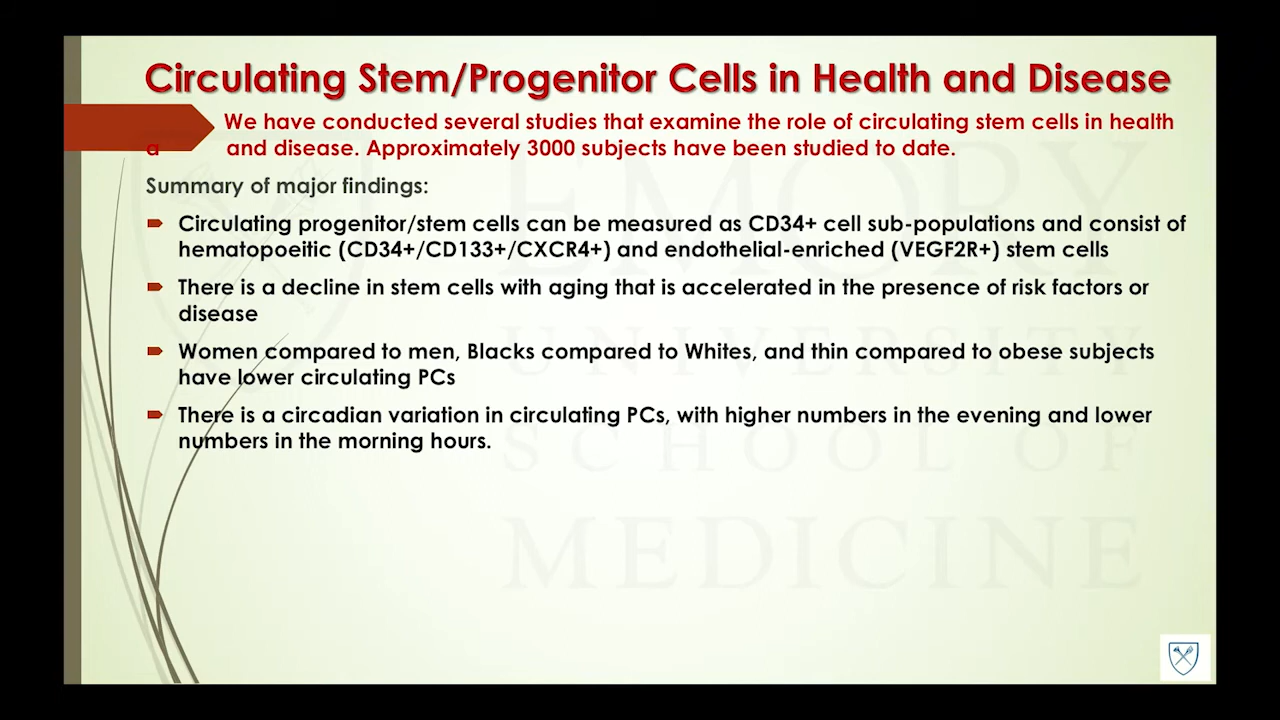 Circulating Stem/Progenitor Cells in Health and Disease
We have conducted several studies that examine the role of circulating stem cells in health
a and disease. Approximately 3000 subjects have been studied to date.
Summary of major findings:
Circulating progenitor/stem cells can be measured as CD34+ cell sub-populations and consist of
hematopoeitic (CD34+/CD133+/CXCR4+) and endothelial-enriched (VEGF2R+) stem cells
There is a decline in stem cells with aging that is accelerated in the presence of risk factors or
disease
Women compared to men, Blacks compared to Whites, and thin compared to obese subjects
have lower circulating PCs
There is a circadian variation in circulating PCs, with higher numbers in the evening and lower
numbers in the morning hours.
EMORY
UNIVERSITY
SCHOOL OF
MEDICINE